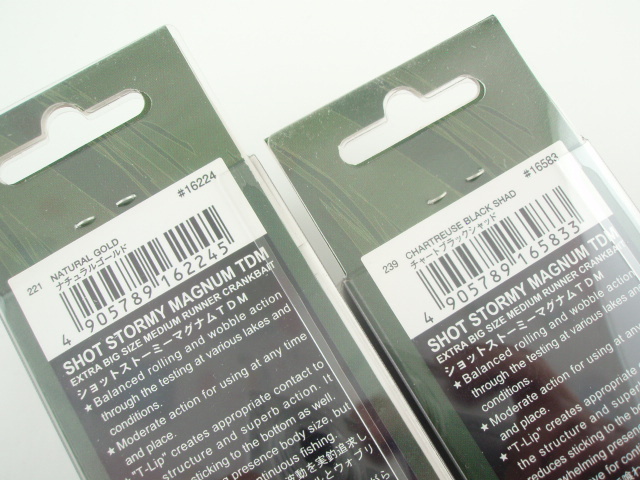 #16224
221 NATURAL GOLD
ナチュラルゴールド
4 905789 162245
SHOT STORMY MAGNUM TDM
EXTRA BIG SIZE MEDIUM RUNNER CRANKBAIT
ショットストーミーマグナムTDM
★ Balanced rolling and wobble action
through the testing at various lakes and
conditions.
★ Moderate action for using at any time
and place.
★ "T-Lip" creates appropriate contact to
the structure and superb action. It
sticking to the bottom as well.
presence body size, but
continuous fishing.
#16583
239 CHARTREUSE BLACK SHAD
チャートブラックシャッド
4 905789 165833
SHOT STORMY MAGNUM TDM
EXTRA BIG SIZE MEDIUM RUNNER CRANKBAIT
ショットストーミーマグナムTDM
★ Balanced rolling and wobble action
through the testing at various lakes and
conditions.
★ Moderate action for using at any
and place.
★ "T-Lip" creates appropriate
the structure and superb
reduces sticking to the
presence